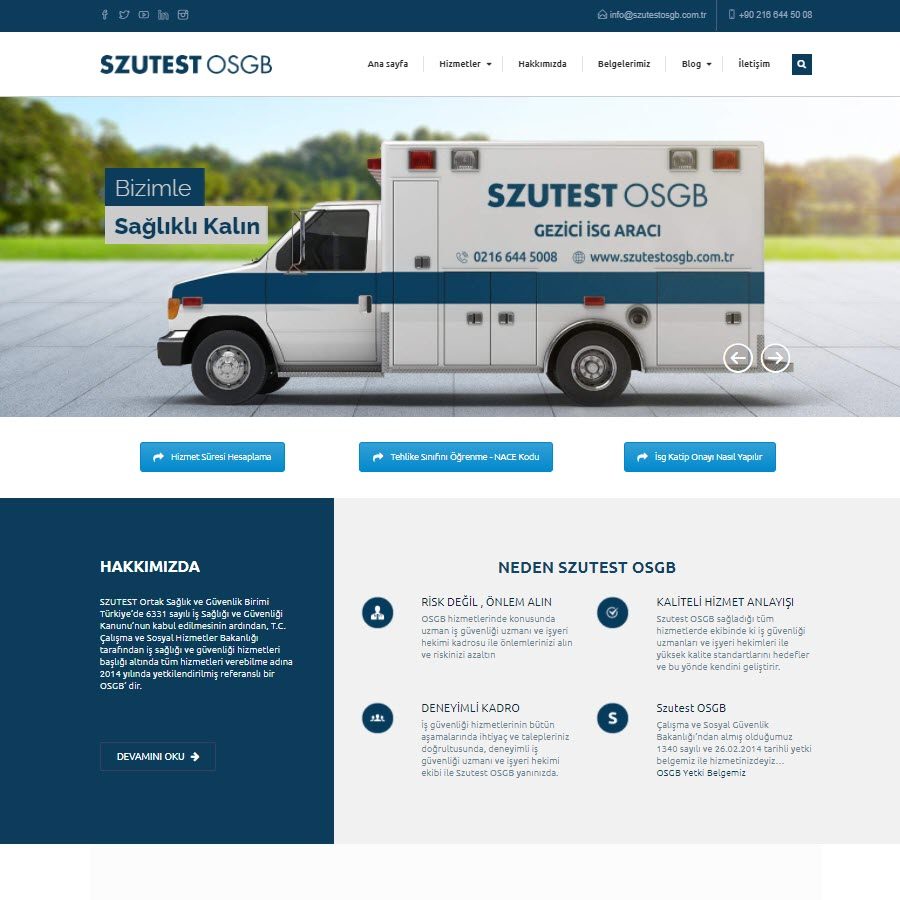 info@szutestosgb.com.tr
+90 216 644 50 08
SZUTEST OSGB
Ana sayfa
Hizmetler
Hakkımızda
Belgelerimiz
Blog
İletişim
Bizimle
Sağlıklı Kalın
SZUTEST OSGB
GEZİCİ İSG ARACI
0216 644 5008 www.szutestosgb.com.tr
Hizmet Süresi Hesaplama
Tehlike Sınıfını Öğrenme - NACE Kodu
İsg Katip Onayı Nasıl Yapılır
HAKKIMIZDA
SZUTEST Ortak Sağlık ve Güvenlik Birimi
Türkiye’de 6331 sayılı İş Sağlığı ve Güvenliği
Kanunu’nun kabul edilmesinin ardından, T.C.
Çalışma ve Sosyal Hizmetler Bakanlığı
tarafından iş sağlığı ve güvenliği hizmetleri
başlığı altında tüm hizmetleri verebilme adına
2014 yılında yetkilendirilmiş referanslı bir
OSGB’ dir.
DEVAMINI OKU
NEDEN SZUTEST OSGB
RİSK DEĞİL , ÖNLEM ALIN
OSGB hizmetlerinde konusunda
uzman iş güvenliği uzmanı ve işyeri
hekimi kadrosu ile önlemlerinizi alın
ve riskinizi azaltın
KALİTELİ HİZMET ANLAYIŞI
Szutest OSGB sağladığı tüm
hizmetlerde ekibinde ki iş güvenliği
uzmanları ve işyeri hekimleri ile
yüksek kalite standartlarını hedefler
ve bu yönde kendini geliştirir.
DENEYİMLİ KADRO
İş güvenliği hizmetlerinin bütün
aşamalarında ihtiyaç ve talepleriniz
doğrultusunda, deneyimli iş
güvenliği uzmanı ve işyeri hekimi
ekibi ile Szutest OSGB yanınızda.
S
Szutest OSGB
Çalışma ve Sosyal Güvenlik
Bakanlığı’ndan almış olduğumuz
1340 sayılı ve 26.02.2014 tarihli yetki
belgemiz ile hizmetinizdeyiz…
OSGB Yetki Belgemiz